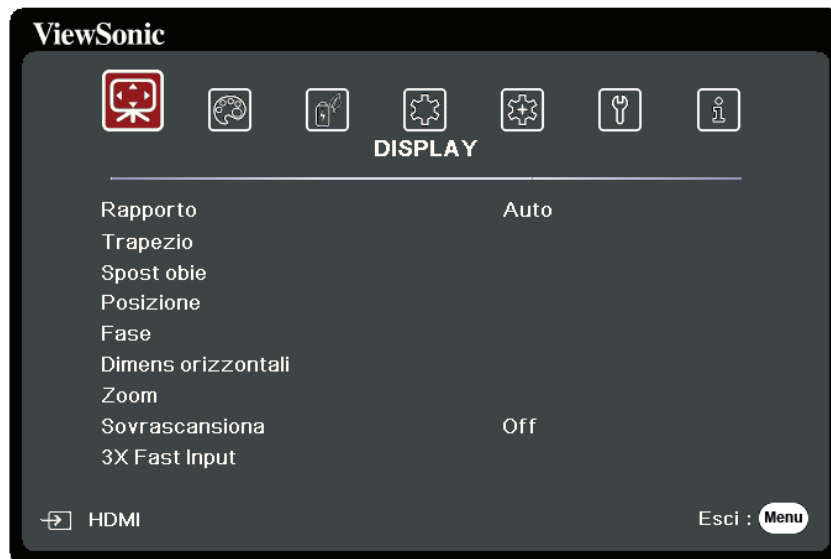 ViewSonic
DISPLAY
Rapporto Auto
Trapezio
Spost obie
Posizione
Fase
Dimens orizzontali
Zoom
Sovrascansiona Off
3X Fast Input
HDMI Esci : Menu